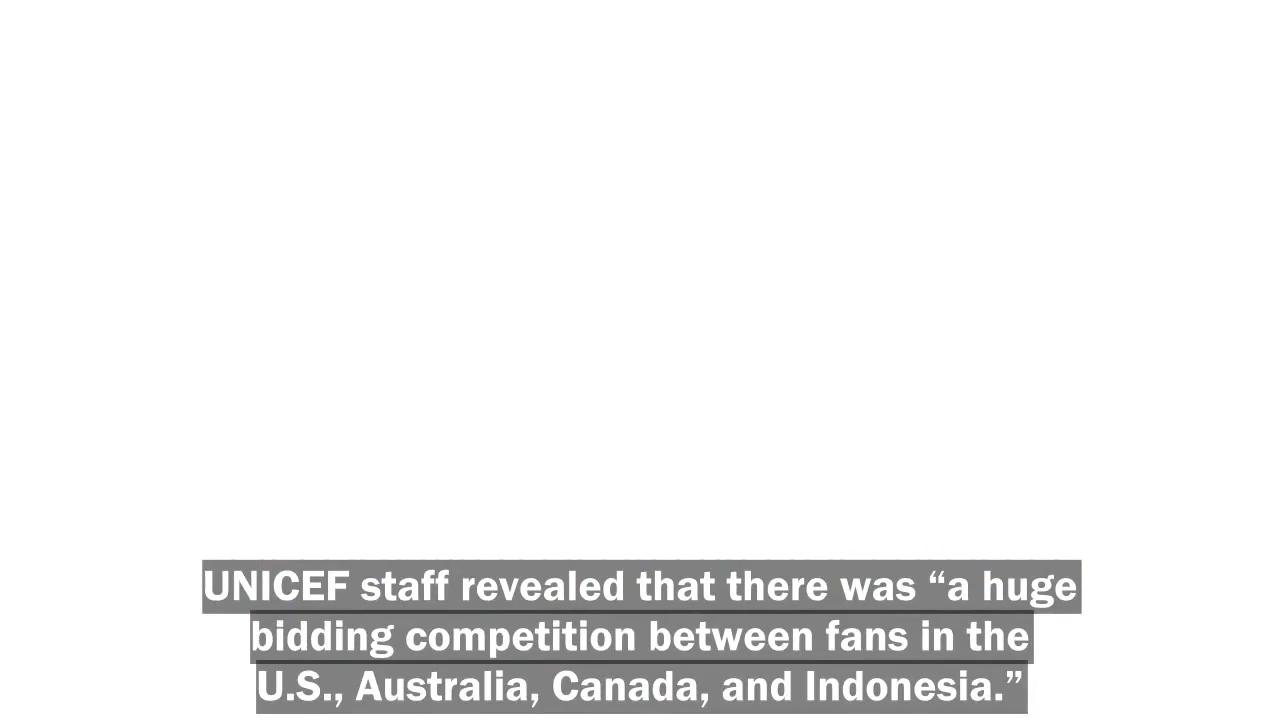 UNICEF staff revealed that there was “a huge
bidding competition between fans in the
U.S., Australia, Canada, and Indonesia.”